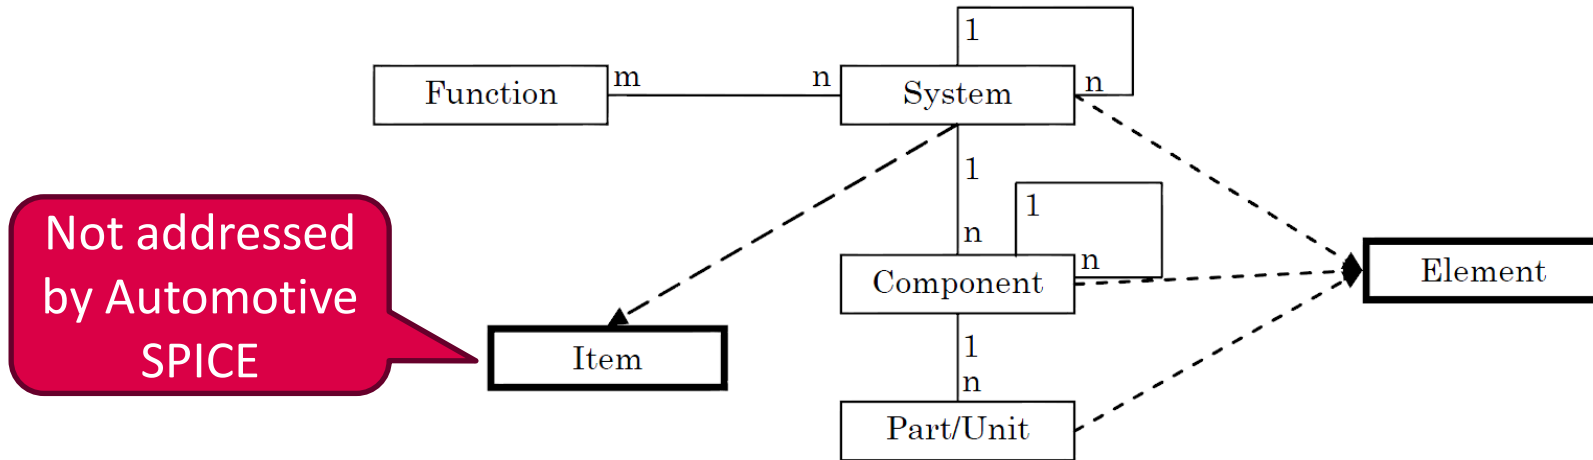 1
Function
m
n
System
n
Not addressed
by Automotive
SPICE
1
n
1
n
Component
Element
Item
1
n
Part/Unit